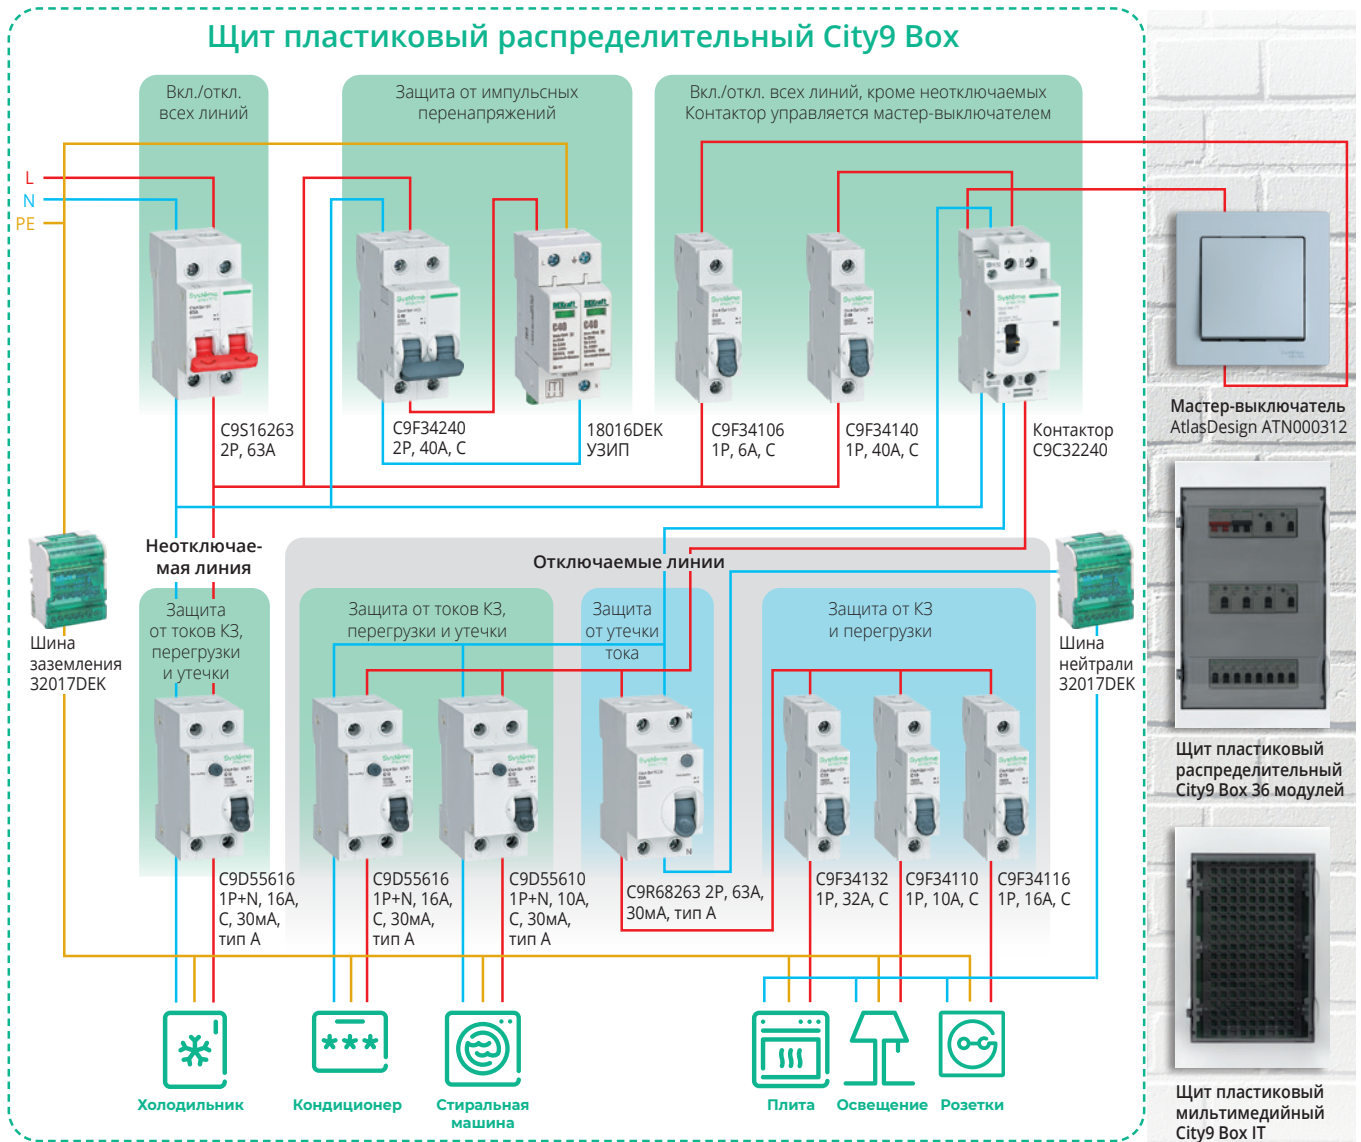 Щит пластиковый распределительный City9 Box
Вкл./откл.
всех линий
Защита от импульсных
перенапряжений
Вкл./откл. всех линий, кроме неотключаемых
Контактор управляется мастер-выключателем
L
N
PE
C9S16263
2P, 63A
C9F34240
2P, 40A, C
18016DEK
УЗИП
C9F34106
1P, 6A, C
C9F34140
1P, 40A, C
Контактор
C9C32240
Мастер-выключатель
AtlasDesign ATN000312
Неотключае-
мая линия
Отключаемые линии
Шина
заземления
32017DEK
Защита
от токов КЗ,
перегрузки
и утечки
Защита от токов КЗ,
перегрузки и утечки
Защита
от утечки
тока
Защита от КЗ
и перегрузки
Шина
нейтрали
32017DEK
Щит пластиковый
распределительный
City9 Box 36 модулей
C9D55616
1P+N, 16A,
C, 30мА,
тип А
C9D55616
1P+N, 16A,
C, 30мА,
тип А
C9D55610
1P+N, 10A,
C, 30мА,
тип А
C9R68263 2P, 63A,
30мА, тип А
C9F34132
1P, 32A, C
C9F34110
1P, 10A, C
C9F34116
1P, 16A, C
Холодильник
Кондиционер
Стиральная
машина
Плита
Освещение
Розетки
Щит пластиковый
мильтимедийный
City9 Box IT